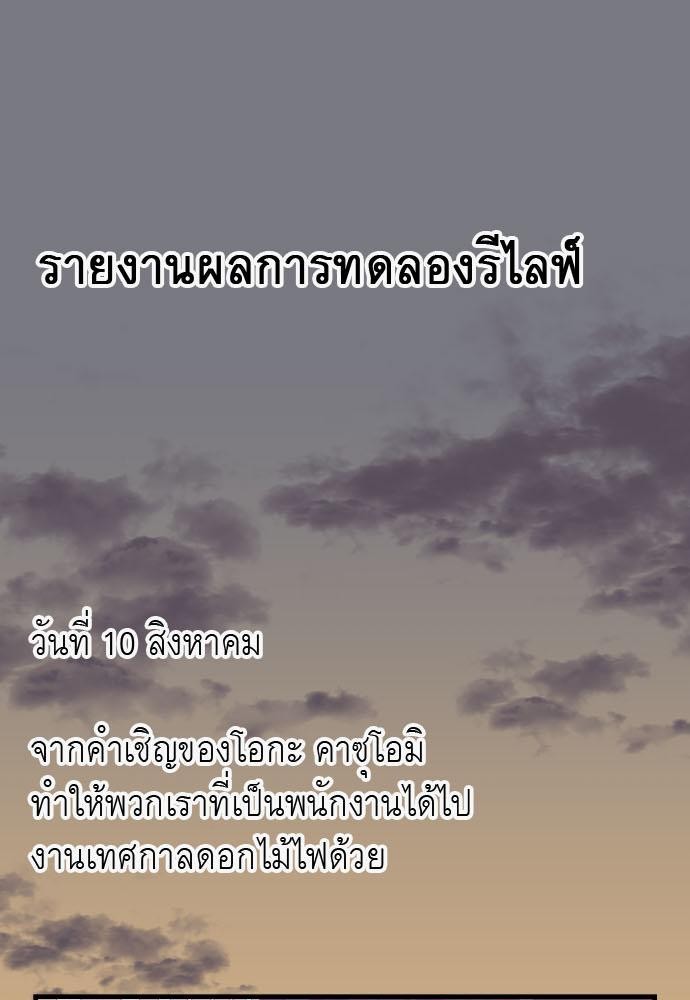 รายงานผลการทดลองรีไลฟ์
วันที่ 10 สิงหาคม
จากคำเชิญของโอกะ คาซุโอมิ
ทำให้พวกเราที่เป็นพนักงานได้ไป
งานเทศกาลดอกไม้ไฟด้วย